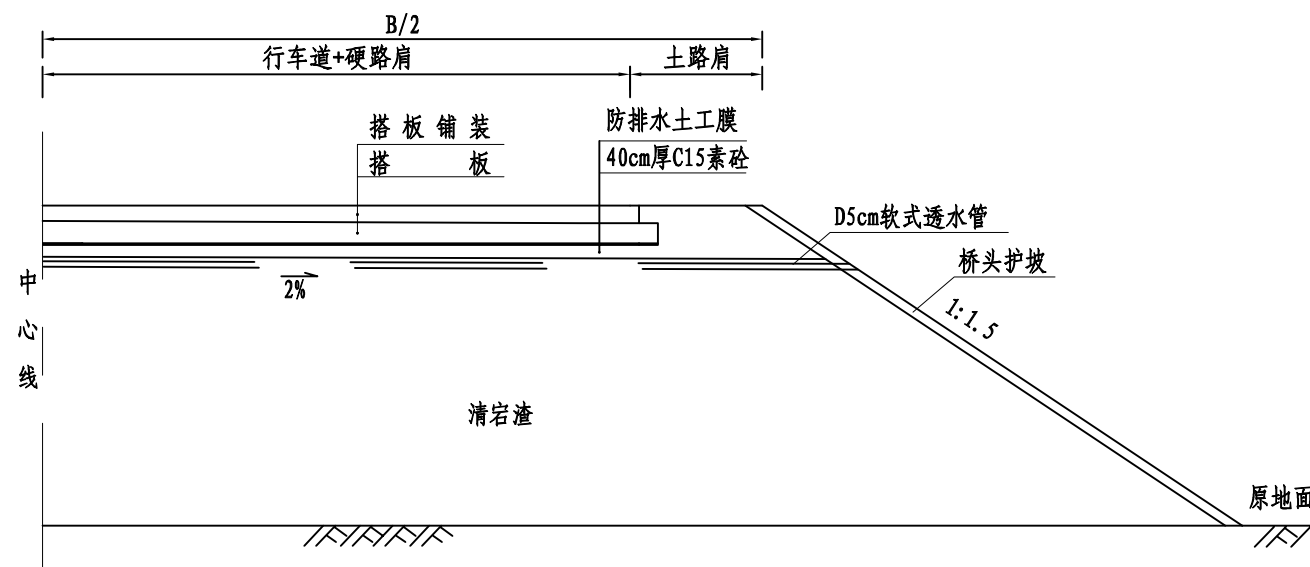 B/2
行车道+硬路肩
土路肩
搭板铺装
搭板
防排水土工膜
40cm厚C15素砼
D5cm软式透水管
桥头护坡
1:1.5
2%
中心线
清宕渣
原地面